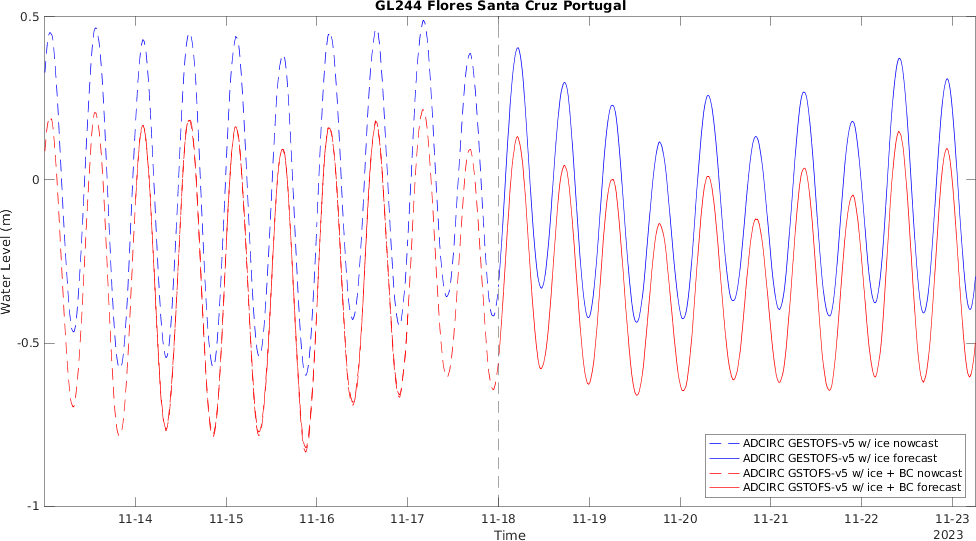 GL244 Flores Santa Cruz Portugal
0.5
0
-0.5
-1
Water Level (m)
ADCIRC GESTOFS-v5 w/ ice nowcast
ADCIRC GESTOFS-v5 w/ ice forecast
ADCIRC GSTOFS-v5 w/ ice + BC nowcast
ADCIRC GSTOFS-v5 w/ ice + BC forecast
11-14 11-15 11-16 11-17 11-18 11-19 11-20 11-21 11-22 11-23
Time 2023